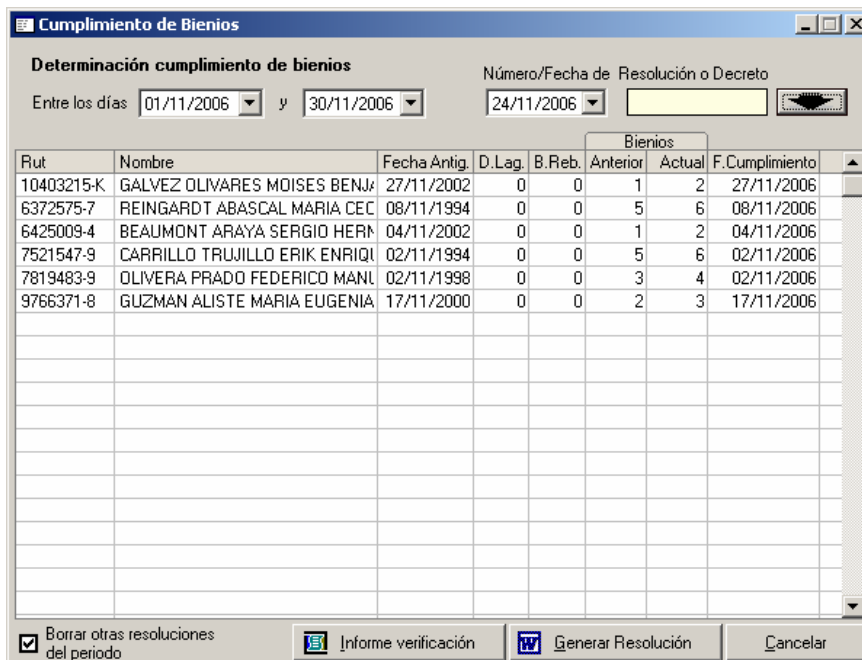 Cumplimiento de Bienios
Determinación cumplimiento de bienios
Número/Fecha de Resolución o Decreto
Entre los días 01/11/2006 y 30/11/2006 24/11/2006
Bienios
Rut Nombre Fecha Antig. D.Lag. B.Reb. Anterior Actual F.Cumplimiento
10403215-K GALVEZ OLIVARES MOISES BENJA 27/11/2002 0 0 1 2 27/11/2006
6372575-7 REINGARDT ABASCAL MARIA CEC 08/11/1994 0 0 5 6 08/11/2006
6425009-4 BEAUMONT ARAYA SERGIO HERN 04/11/2002 0 0 1 2 04/11/2006
7521547-9 CARRILLO TRUJILLO ERIK ENRIQU 02/11/1994 0 0 5 6 02/11/2006
7819483-9 OLIVERA PRADO FEDERICO MANU 02/11/1998 0 0 3 4 02/11/2006
9766371-8 GUZMAN ALISTE MARIA EUGENIA 17/11/2000 0 0 2 3 17/11/2006
Borrar otras resoluciones
del periodo
Informe verificación
Generar Resolución
Cancelar